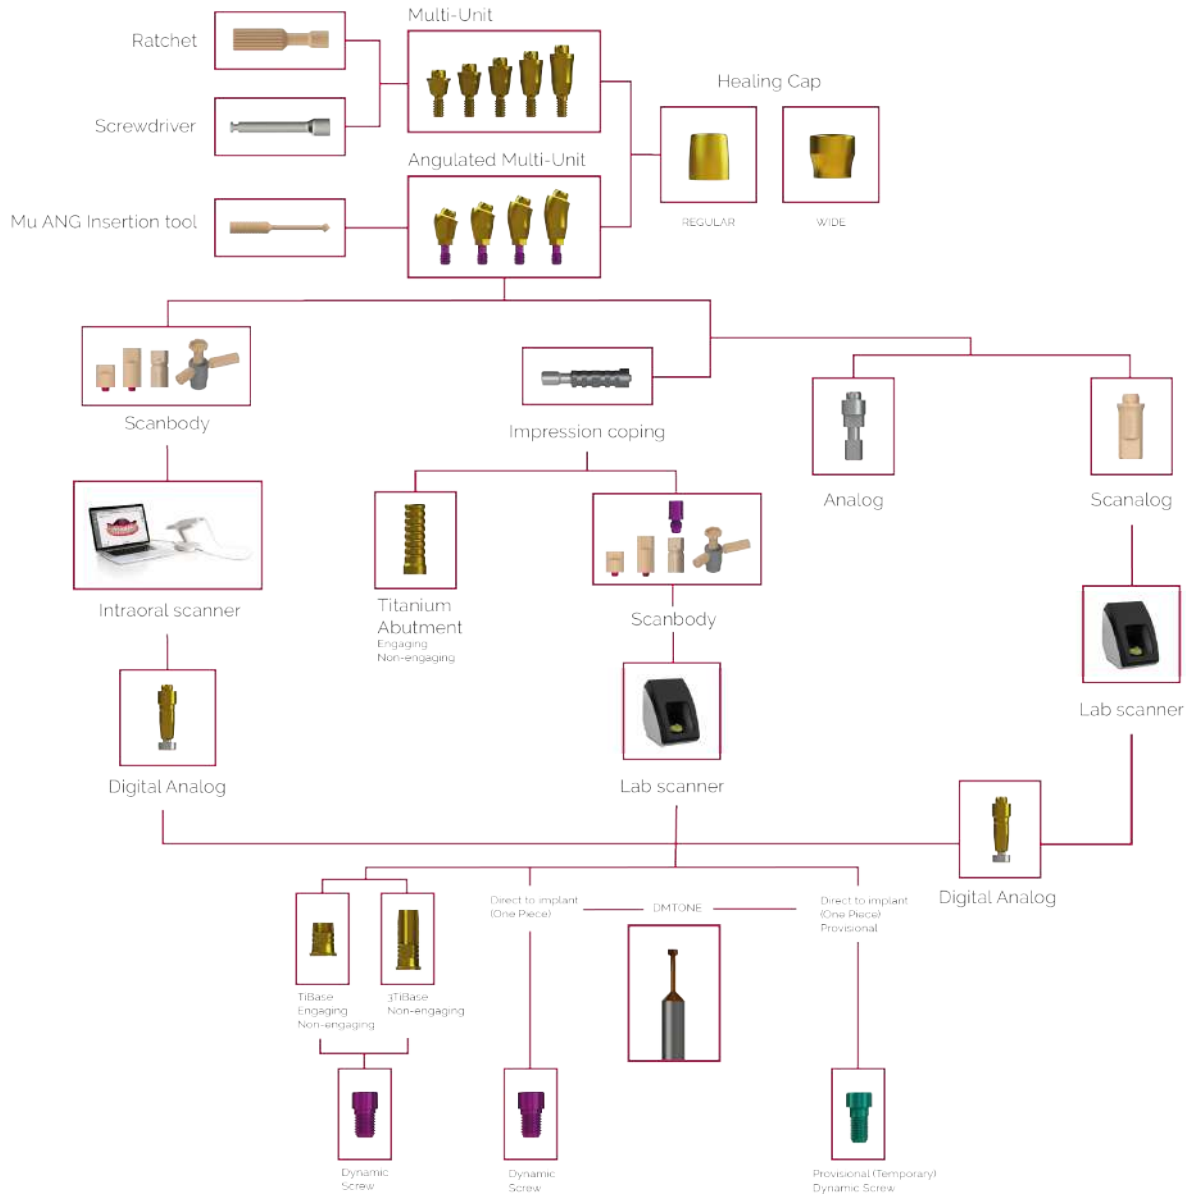 Multi-Unit
Ratchet
Healing Cap
Screwdriver
Angulated Multi-Unit
Mu ANG Insertion tool
REGULAR
WIDE
Scanbody
Impression coping
Analog
Scanalog
Intraoral scanner
Titanium
Abutment
Engaging
Non-engaging
Scanbody
Lab scanner
Digital Analog
Lab scanner
Digital Analog
Direct to implant
(One Piece)
DMTONE
Direct to implant
(One Piece)
Provisional
TiBase
Engaging
Non-engaging
3TiBase
Non-engaging
Dynamic
Screw
Dynamic
Screw
Provisional (Temporary)
Dynamic Screw